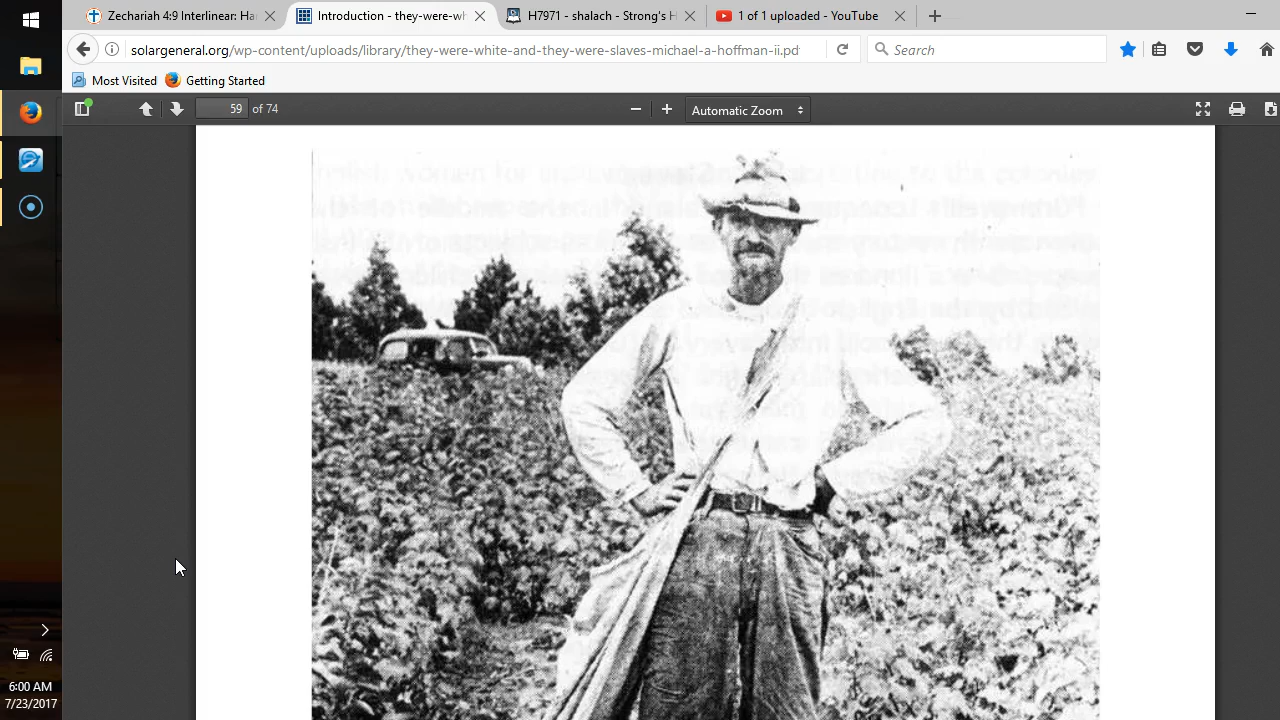 Zechariah 4:9 Interlinear: Ha
Introduction - they-were-wh
H7971 - shalach - Strong's H
1 of 1 uploaded - YouTube
solargeneral.org/wp-content/uploads/library/they-were-white-and-they-were-slaves-michael-a-hoffman-ii.pd
Search
Most Visited
Getting Started
59 of 74
Automatic Zoom
6:00 AM
7/23/2017